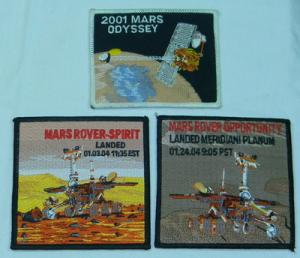 2001 MARS
ODYSSEY
MARS ROVER-SPIRIT
LANDED
01.03.04 11:35 EST
MARS ROVER OPPORTUNITY
LANDED MERIDIANI PLANUM
01.24.04 9:05 PST